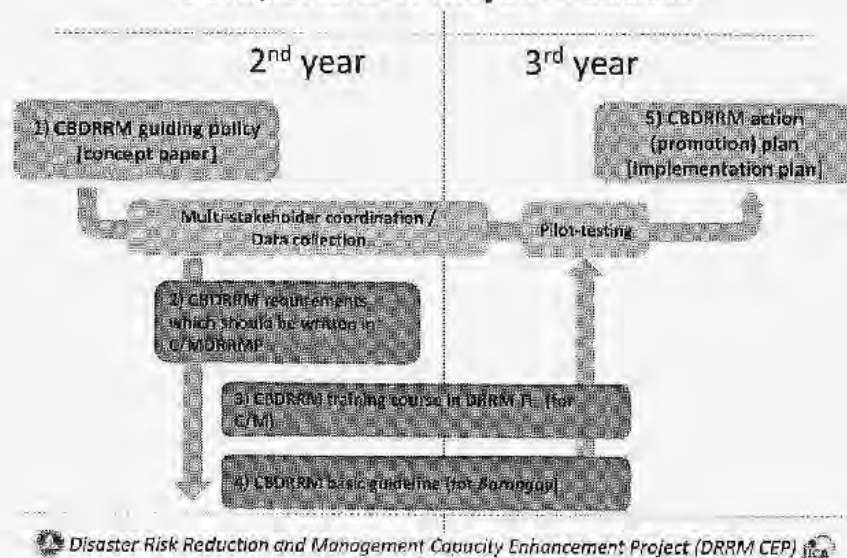 2nd year
3rd year
1) CBDRRM guiding policy
[concept paper]
5) CBDRRM action
(promotion) plan
[implementation plan]
Multi-stakeholder coordination /
Data collection
Pilot-testing
2) CBDRRM requirements
which should be written in
C/MDRRMP
3) CBDRRM training course in DRRM (for
C/M)
4) CBDRRM basic guideline (for Barangay)
Disaster Risk Reduction and Management Capacity Enhancement Project (DRRM CEP)
JICA